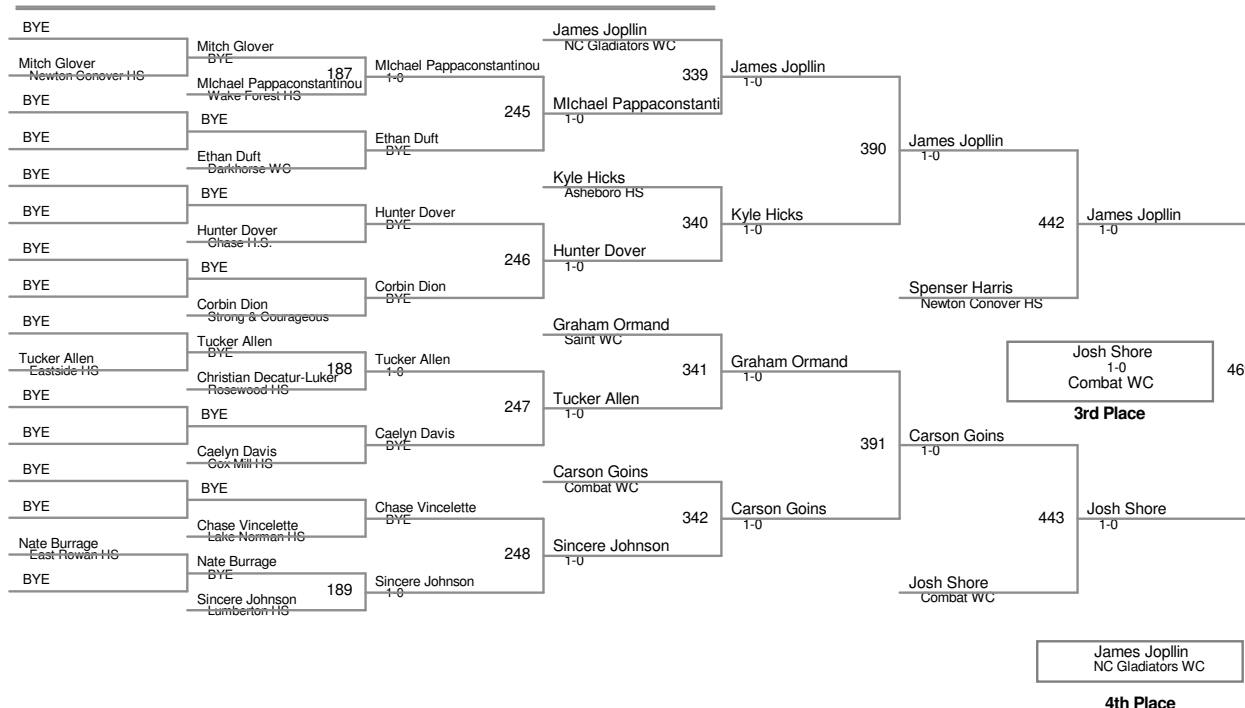 BYE
Mitch Glover
Newton Conover HS
BYE
BYE
BYE
BYE
BYE
BYE
BYE
Tucker Allen
Eastside HS
BYE
BYE
BYE
BYE
Nate Burrage
East Rowan HS
BYE
Mitch Glover
BYE
187
MIchael Pappaconstantinou
Wake Forest HS
BYE
Ethan Duft
Darkhorse WC
BYE
Hunter Dover
Chase H.S.
BYE
Corbin Dion
Strong & Courageous
Tucker Allen
BYE
188
Christian Decatur-Luker
Rosewood HS
BYE
Caelyn Davis
Cox Mill HS
BYE
Chase Vincelette
Lake Norman HS
Nate Burrage
BYE
189
Sincere Johnson
Lumberton HS
MIchael Pappaconstantinou
1-0
245
Ethan Duft
BYE
Hunter Dover
BYE
246
Corbin Dion
BYE
Tucker Allen
1-0
247
Caelyn Davis
BYE
Chase Vincelette
BYE
248
Sincere Johnson
1-0
James Jopllin
NC Gladiators WC
339
MIchael Pappaconstanti
1-0
Kyle Hicks
Asheboro HS
340
Hunter Dover
1-0
Graham Ormand
Saint WC
341
Tucker Allen
1-0
Carson Goins
Combat WC
342
Sincere Johnson
1-0
James Jopllin
1-0
390
Kyle Hicks
1-0
Graham Ormand
1-0
391
Carson Goins
1-0
James Jopllin
1-0
442
Spenser Harris
Newton Conover HS
Carson Goins
1-0
443
Josh Shore
Combat WC
James Jopllin
1-0
Josh Shore
1-0
Combat WC
46
3rd Place
Josh Shore
1-0
James Jopllin
NC Gladiators WC
4th Place